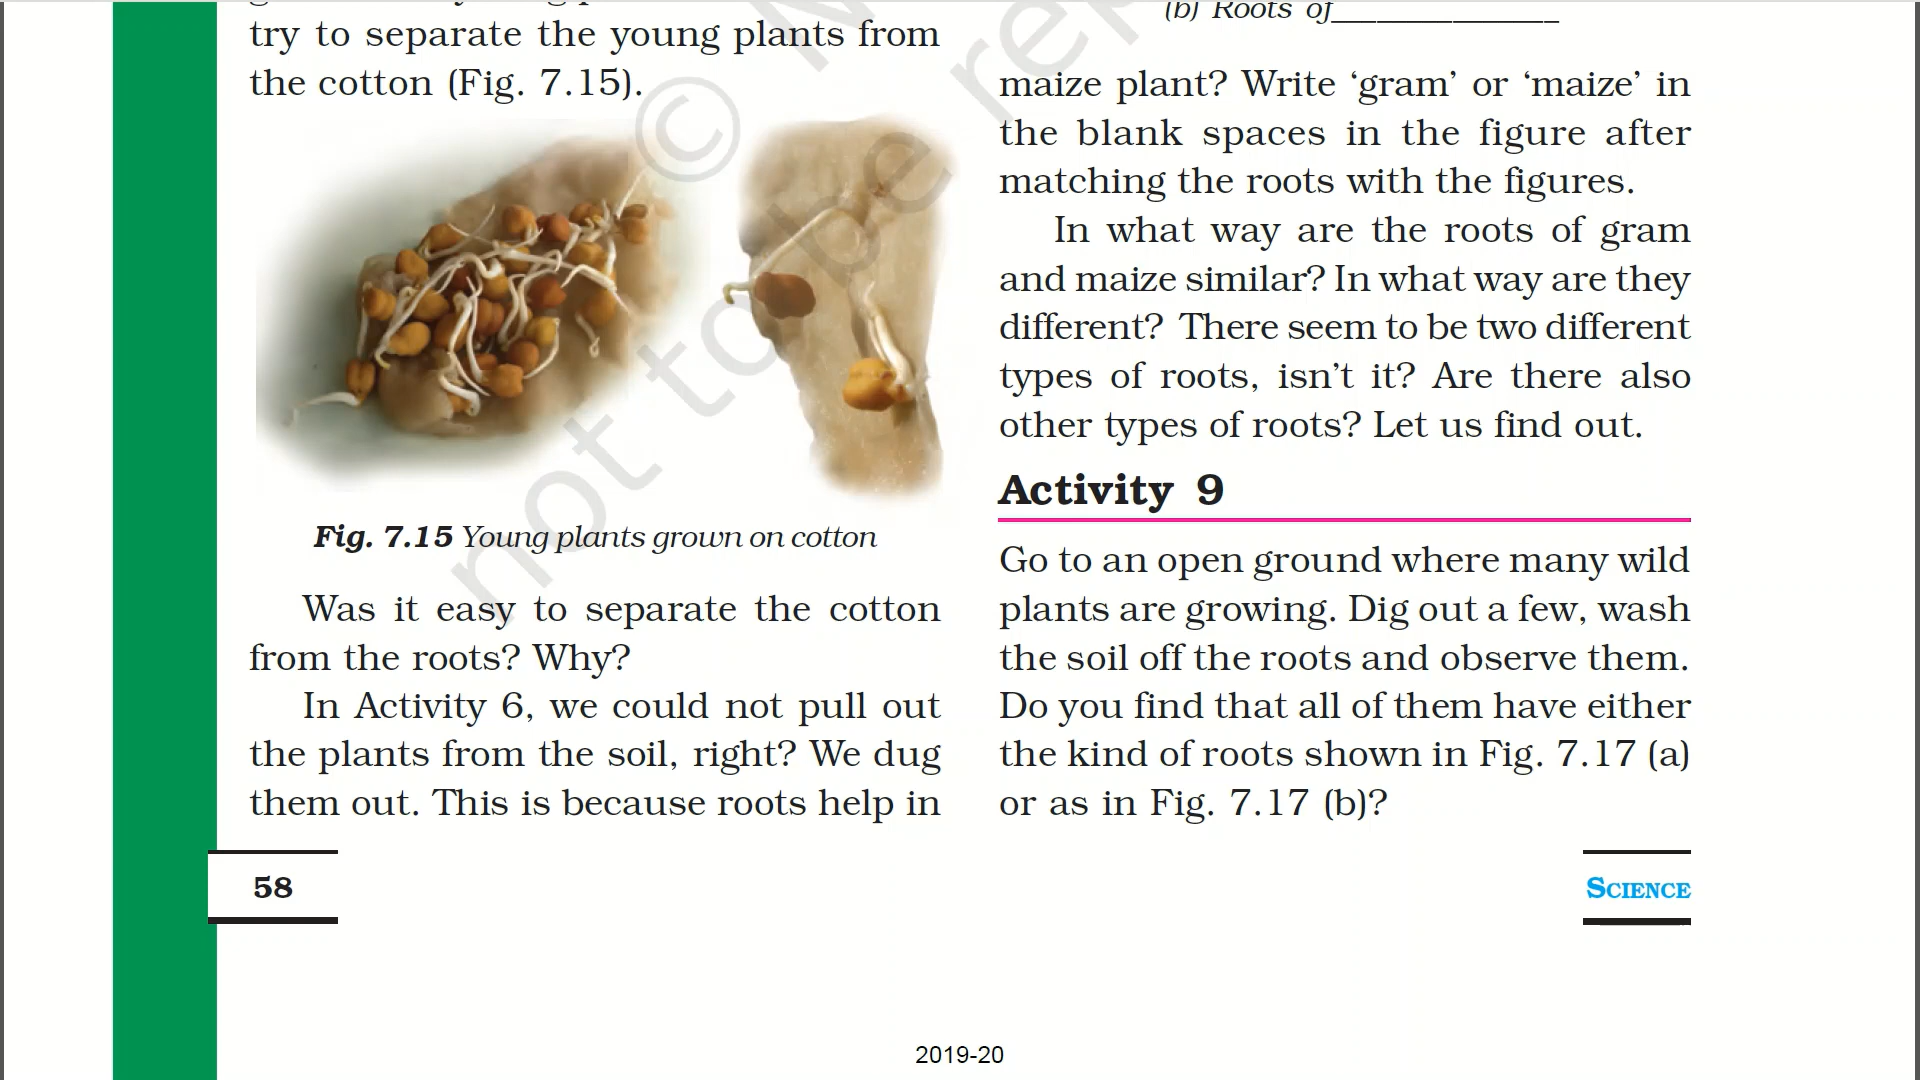 try to separate the young plants from
the cotton (Fig. 7.15).
Fig. 7.15 Young plants grown on cotton
Was it easy to separate the cotton
from the roots? Why?
In Activity 6, we could not pull out
the plants from the soil, right? We dug
them out. This is because roots help in
(b) Roots of______________
maize plant? Write ‘gram’ or ‘maize’ in
the blank spaces in the figure after
matching the roots with the figures.
In what way are the roots of gram
and maize similar? In what way are they
different? There seem to be two different
types of roots, isn’t it? Are there also
other types of roots? Let us find out.
Activity 9
Go to an open ground where many wild
plants are growing. Dig out a few, wash
the soil off the roots and observe them.
Do you find that all of them have either
the kind of roots shown in Fig. 7.17 (a)
or as in Fig. 7.17 (b)?
58
SCIENCE
2019-20
© N
not to be rep